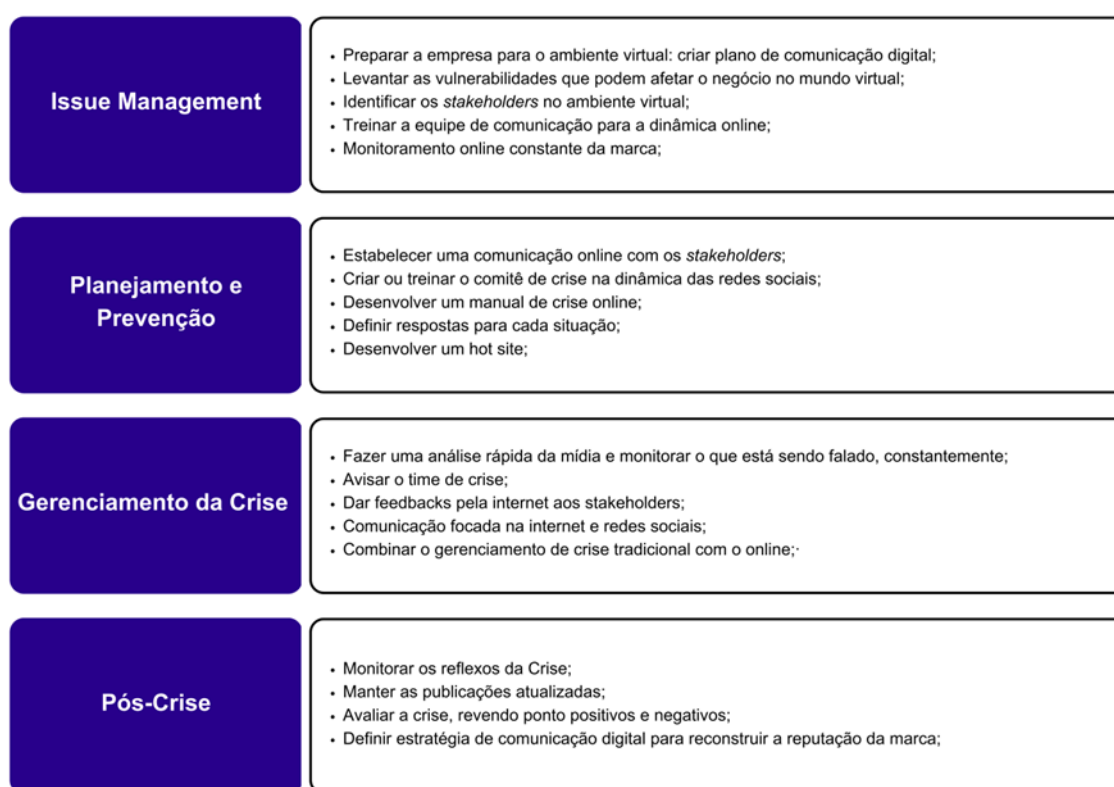 Issue Management
• Preparar a empresa para o ambiente virtual: criar plano de comunicação digital;
• Levantar as vulnerabilidades que podem afetar o negócio no mundo virtual;
• Identificar os stakeholders no ambiente virtual;
• Treinar a equipe de comunicação para a dinâmica online;
• Monitoramento online constante da marca;
Planejamento e
Prevenção
• Estabelecer uma comunicação online com os stakeholders;
• Criar ou treinar o comitê de crise na dinâmica das redes sociais;
• Desenvolver um manual de crise online;
• Definir respostas para cada situação;
• Desenvolver um hot site;
Gerenciamento da Crise
• Fazer uma análise rápida da mídia e monitorar o que está sendo falado, constantemente;
• Avisar o time de crise;
• Dar feedbacks pela internet aos stakeholders;
• Comunicação focada na internet e redes sociais;
• Combinar o gerenciamento de crise tradicional com o online;·
Pós-Crise
• Monitorar os reflexos da Crise;
• Manter as publicações atualizadas;
• Avaliar a crise, revendo ponto positivos e negativos;
• Definir estratégia de comunicação digital para reconstruir a reputação da marca;